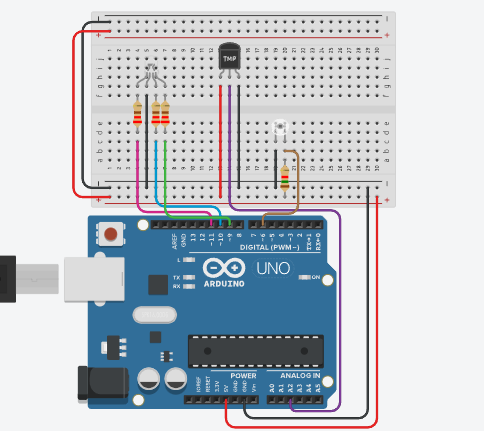 TMP
AREF
GND
13
12
~11
~10
~9
8
7
~6
~5
4
~3
2
TX→1
RX←0
DIGITAL (PWM~)
L
TX
RX
UNO
ON
ARDUINO
POWER
ANALOG IN
IOREF
RESET
3.3V
5V
GND
GND
Vin
A0
A1
A2
A3
A4
A5